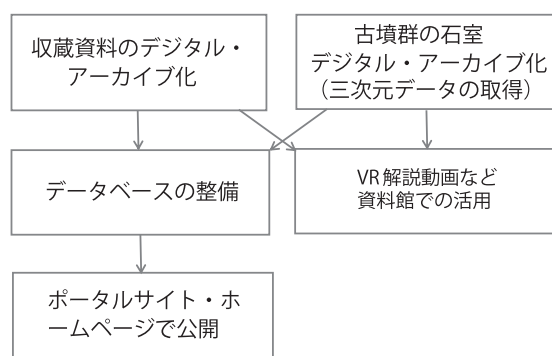 収蔵資料のデジタル・
アーカイブ化
古墳群の石室
デジタル・アーカイブ化
（三次元データの取得）
データベースの整備
VR解説動画など
資料館での活用
ポータルサイト・ホ
ームページで公開